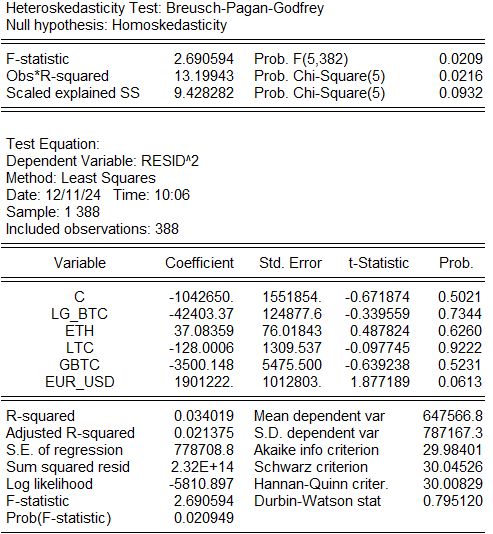 Heteroskedasticity Test: Breusch-Pagan-Godfrey
Null hypothesis: Homoskedasticity
F-statistic 2.690594 Prob. F(5,382) 0.0209
Obs*R-squared 13.19943 Prob. Chi-Square(5) 0.0216
Scaled explained SS 9.428282 Prob. Chi-Square(5) 0.0932
Test Equation:
Dependent Variable: RESID^2
Method: Least Squares
Date: 12/11/24 Time: 10:06
Sample: 1 388
Included observations: 388
Variable Coefficient Std. Error t-Statistic Prob.
C -1042650. 1551854. -0.671874 0.5021
LG_BTC -42403.37 124877.6 -0.339559 0.7344
ETH 37.08359 76.01843 0.487824 0.6260
LTC -128.0006 1309.537 -0.097745 0.9222
GBTC -3500.148 5475.500 -0.639238 0.5231
EUR_USD 1901222. 1012803. 1.877189 0.0613
R-squared 0.034019 Mean dependent var 647566.8
Adjusted R-squared 0.021375 S.D. dependent var 787167.3
S.E. of regression 778708.8 Akaike info criterion 29.98401
Sum squared resid 2.32E+14 Schwarz criterion 30.04526
Log likelihood -5810.897 Hannan-Quinn criter. 30.00829
F-statistic 2.690594 Durbin-Watson stat 0.795120
Prob(F-statistic) 0.020949